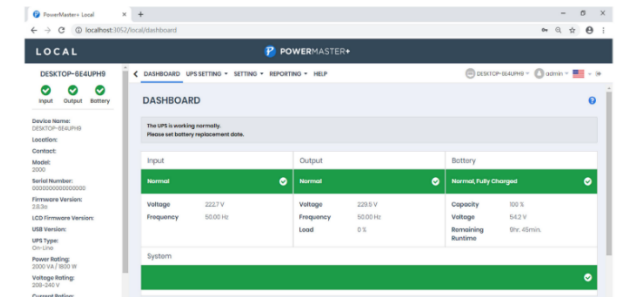 PowerMaster+ Local
localhost:3052/local/dashboard
LOCAL
POWERMASTER+
DESKTOP-6E4UPH9
DASHBOARD UPS SETTING SETTING REPORTING HELP
DESKTOP-6E4UPH9 admin
Input Output Battery
DASHBOARD
Device Name:
DESKTOP-6E4UPH9
Location:
Contact:
Model:
2000
Serial Number:
0000000000000000
Firmware Version:
LCD Firmware Version:
USB Version:
UPS Type:
On-Line
Power Rating:
2000 VA / 1800 W
Voltage Rating:
208-240 V
Current Rating:
The UPS is working normally.
Please set battery replacement date.
Input Output Battery
Normal Normal Normal, Fully Charged
Voltage 222.7 V Voltage 229.0 V Capacity 100 %
Frequency 50.00 Hz Frequency 50.00 Hz Voltage 54.2 V
Load 0 % Remaining Runtime 9hr. 45min.
System